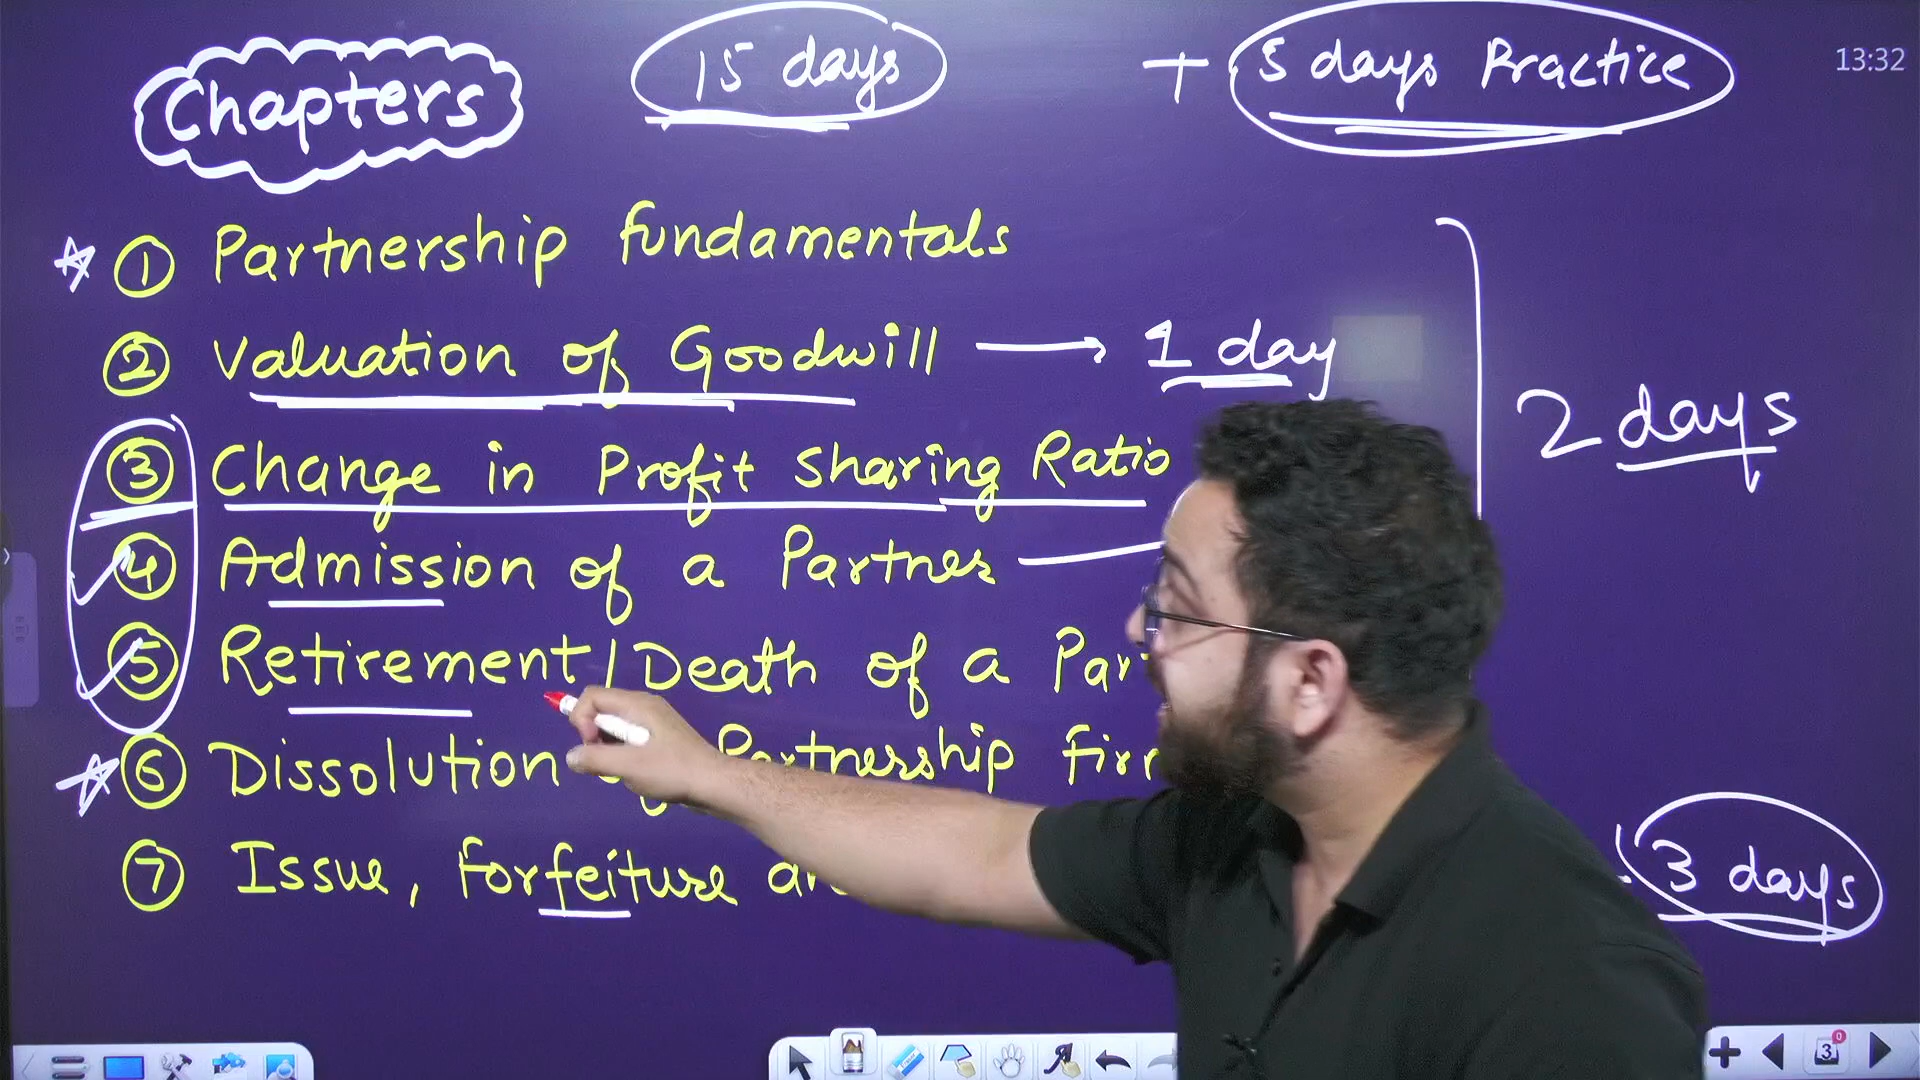 Chapters 15 days + 5 days Practice 13:32
① Partnership fundamentals
② Valuation of Goodwill → 1 day
2 days
③ Change in Profit Sharing Ratio
④ Admission of a Partner
⑤ Retirement/Death of a
⑥ Dissolution Partnership
⑦ Issue, forfeiture
3 days
3
0